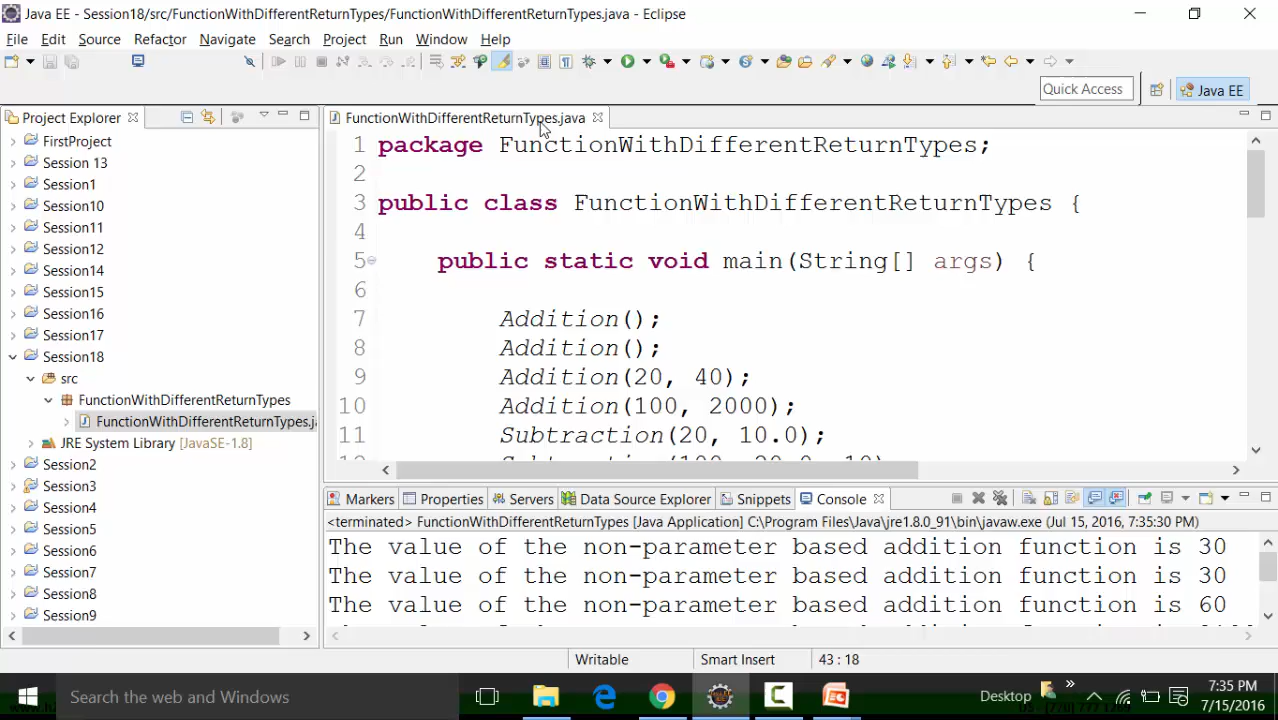 Java EE - Session18/src/FunctionWithDifferentReturnTypes/FunctionWithDifferentReturnTypes.java - Eclipse
File Edit Source Refactor Navigate Search Project Run Window Help
Quick Access
Java EE
Project Explorer
FirstProject
Session 13
Session1
Session10
Session11
Session12
Session14
Session15
Session16
Session17
Session18
src
FunctionWithDifferentReturnTypes
FunctionWithDifferentReturnTypes.j
JRE System Library [JavaSE-1.8]
Session2
Session3
Session4
Session5
Session6
Session7
Session8
Session9
FunctionWithDifferentReturnTypes.java
1 package FunctionWithDifferentReturnTypes;
2
3 public class FunctionWithDifferentReturnTypes {
4
5 public static void main(String[] args) {
6
7 Addition();
8 Addition();
9 Addition(20, 40);
10 Addition(100, 2000);
11 Subtraction(20, 10.0);
Markers Properties Servers Data Source Explorer Snippets Console
<terminated> FunctionWithDifferentReturnTypes [Java Application] C:\Program Files\Java\jre1.8.0_91\bin\javaw.exe (Jul 15, 2016, 7:35:30 PM)
The value of the non-parameter based addition function is 30
The value of the non-parameter based addition function is 30
The value of the non-parameter based addition function is 60
Writable Smart Insert 43 : 18
Search the web and Windows
Desktop
7:35 PM
7/15/2016